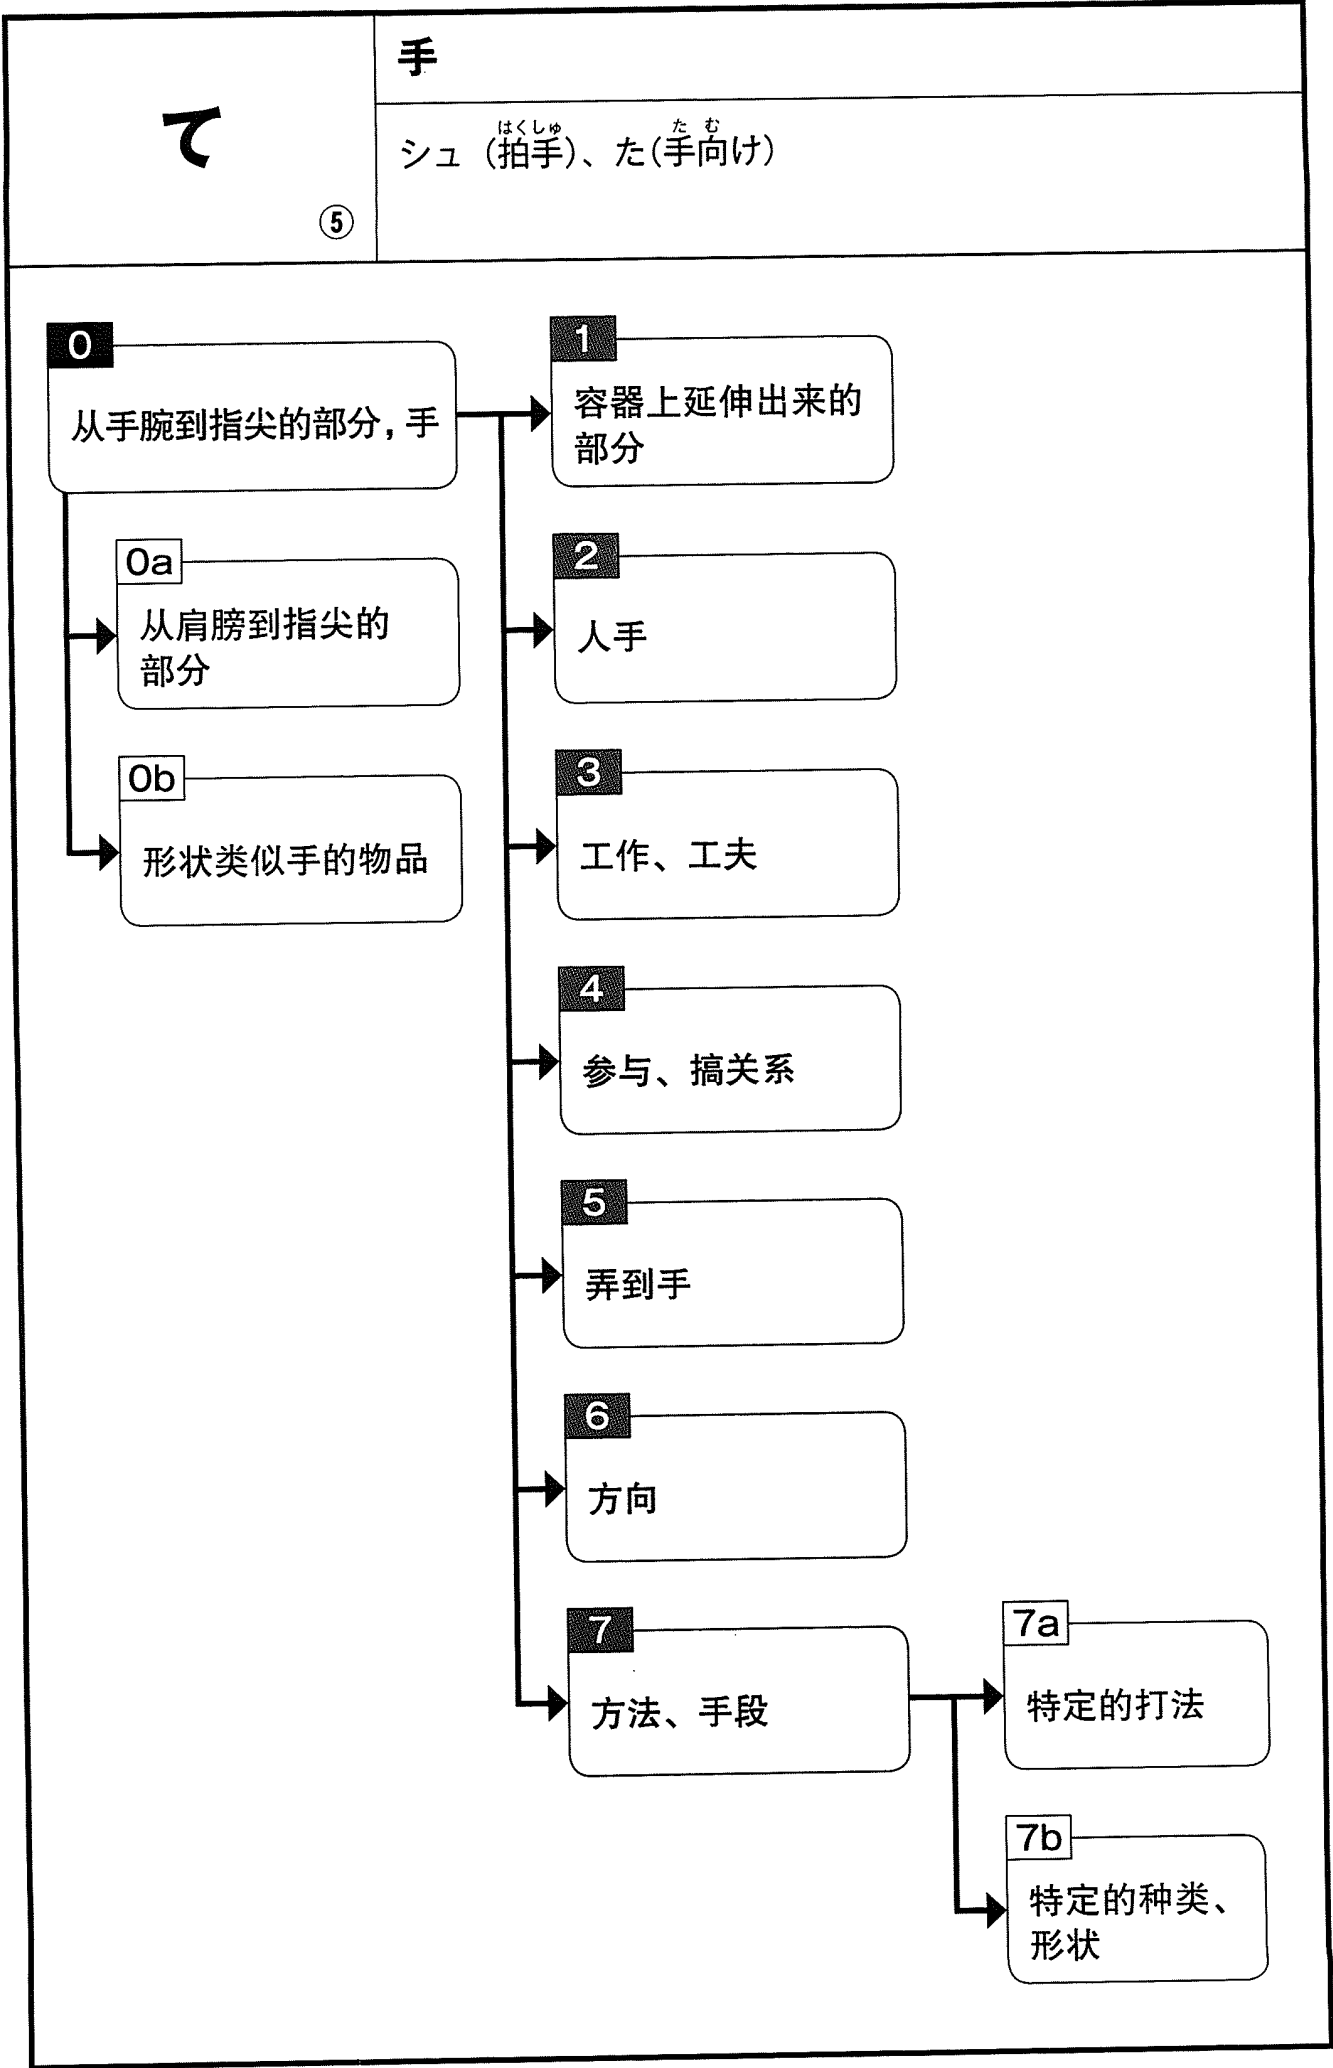 て
⑤
手
シュ（拍手）、た（手向け）
はくしゅ
たむ
0
从手腕到指尖的部分，手
0a
从肩膀到指尖的
部分
0b
形状类似手的物品
1
容器上延伸出来的
部分
2
人手
3
工作、工夫
4
参与、搞关系
5
弄到手
6
方向
7
方法、手段
7a
特定的打法
7b
特定的种类、
形状